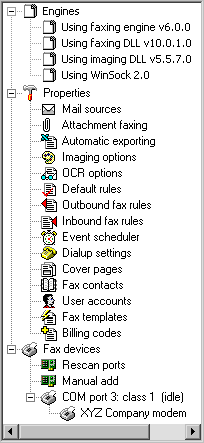 Engines
Using faxing engine v6.0.0
Using faxing DLL v10.0.1.0
Using imaging DLL v5.5.7.0
Using WinSock 2.0
Properties
Mail sources
Attachment faxing
Automatic exporting
Imaging options
OCR options
Default rules
Outbound fax rules
Inbound fax rules
Event scheduler
Dialup settings
Cover pages
Fax contacts
User accounts
Fax templates
Billing codes
Fax devices
Rescan ports
Manual add
COM port 3: class 1 (idle)
XYZ Company modem